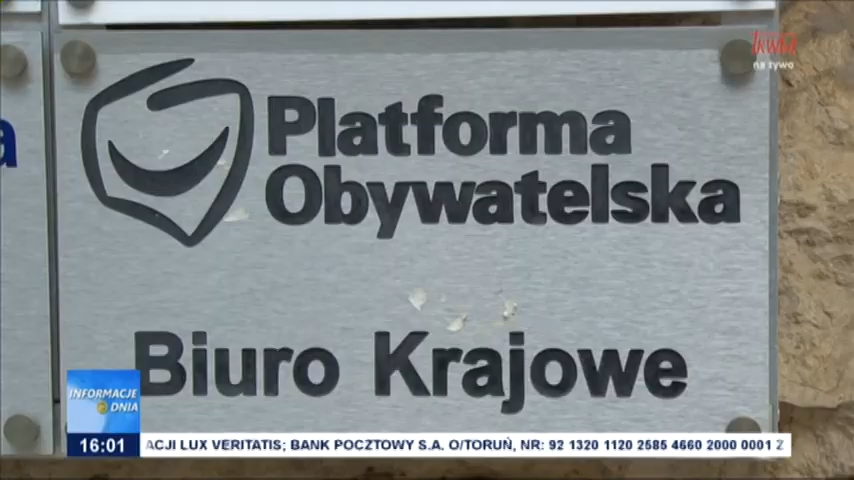 trwam
na żywo
Platforma
Obywatelska
a
Biuro Krajowe
INFORMACJE
DNIA
16:01
ACJI LUX VERITATIS; BANK POCZTOWY S.A. O/TORUŃ, NR: 92 1320 1120 2585 4660 2000 0001 Z